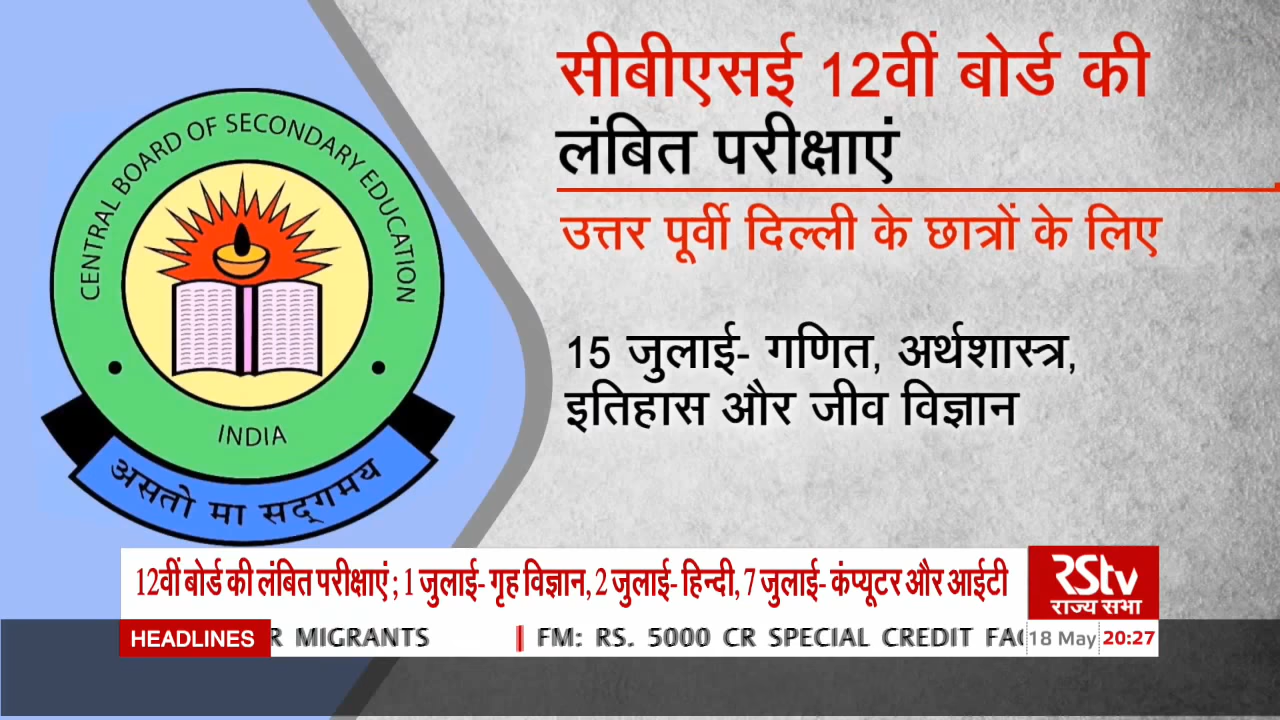 CENTRAL BOARD OF SECONDARY EDUCATION
INDIA
असतो मा सद्गमय
सीबीएसई 12वीं बोर्ड की
लंबित परीक्षाएं
उत्तर पूर्वी दिल्ली के छात्रों के लिए
15 जुलाई- गणित, अर्थशास्त्र,
इतिहास और जीव विज्ञान
12वीं बोर्ड की लंबित परीक्षाएं ; 1 जुलाई- गृह विज्ञान, 2 जुलाई- हिन्दी, 7 जुलाई- कंप्यूटर और आईटी
RStv
राज्य सभा
HEADLINES
R MIGRANTS | FM: RS. 5000 CR SPECIAL CREDIT FAC
18 May 20:27